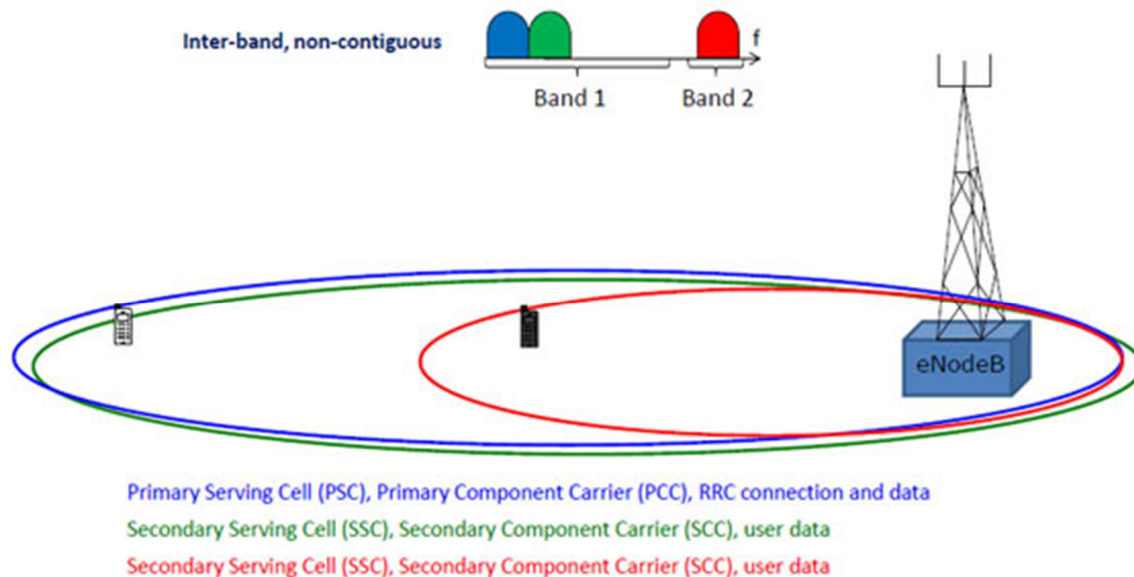 Inter-band, non-contiguous
f
Band 1
Band 2
eNodeB
Primary Serving Cell (PSC), Primary Component Carrier (PCC), RRC connection and data
Secondary Serving Cell (SSC), Secondary Component Carrier (SCC), user data
Secondary Serving Cell (SSC), Secondary Component Carrier (SCC), user data